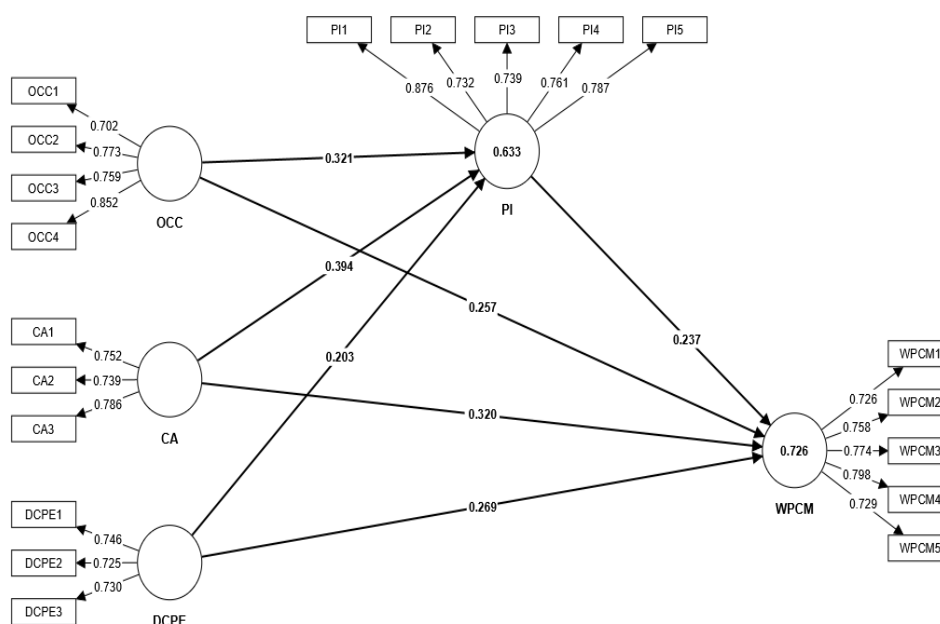 PI1 PI2 PI3 PI4 PI5
0.876 0.732 0.739 0.761 0.787
OCC1
OCC2
OCC3
OCC4
0.702
0.773
0.759
0.852
OCC
0.321
0.633
PI
0.394
0.257
0.203
0.237
CA1
CA2
CA3
0.752
0.739
0.786
CA
0.320
0.726
WPCM
WPCM1
WPCM2
WPCM3
WPCM4
WPCM5
0.726
0.758
0.774
0.798
0.729
0.269
DCPE1
DCPE2
DCPE3
0.746
0.725
0.730
DCPE